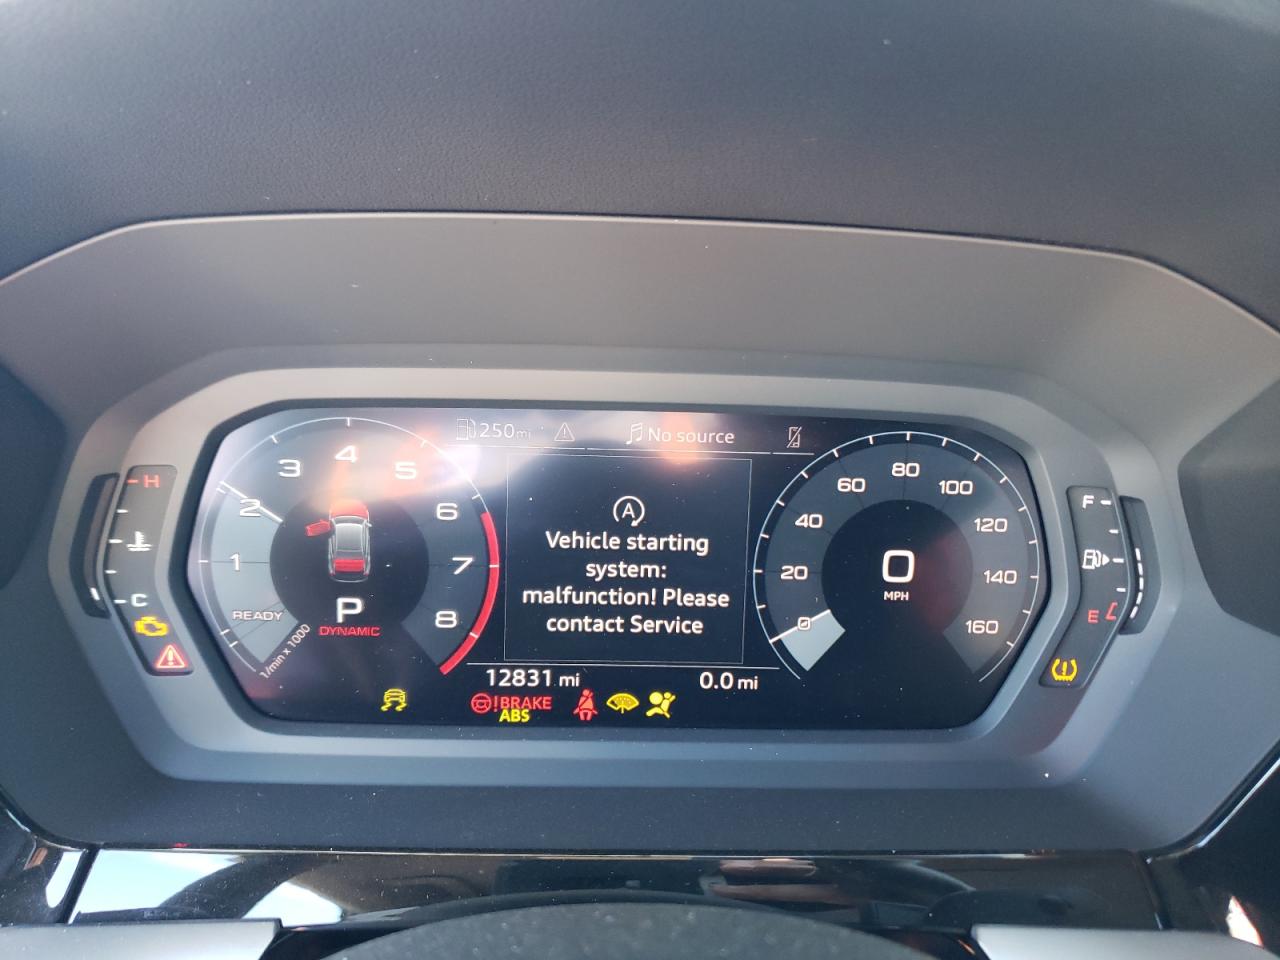 250 mi
No source
H
C
1
2
3
4
5
6
7
8
READY
1/min x 1000
P
DYNAMIC
A
Vehicle starting
system:
malfunction! Please
contact Service
12831 mi
0.0 mi
!BRAKE
ABS
0
20
40
60
80
100
120
140
160
0
MPH
F
E